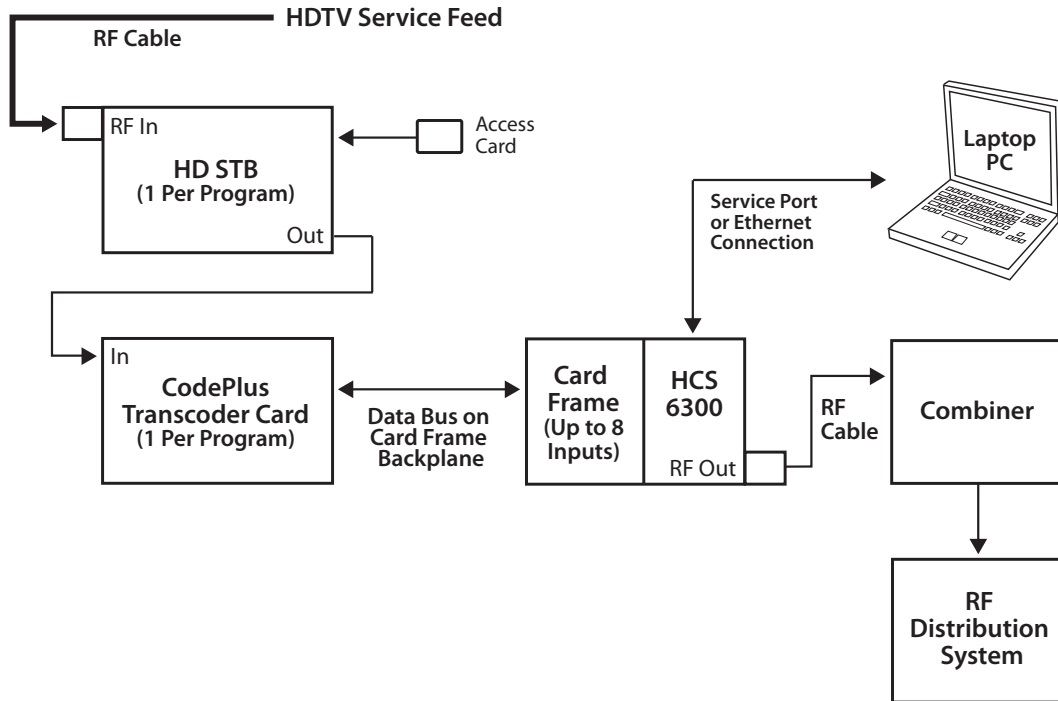 HDTV Service Feed
RF Cable
RF In
HD STB
(1 Per Program)
Out
Access
Card
Laptop
PC
Service Port
or Ethernet
Connection
In
CodePlus
Transcoder Card
(1 Per Program)
Data Bus on
Card Frame
Backplane
Card
Frame
(Up to 8
Inputs)
HCS
6300
RF Out
RF
Cable
Combiner
RF
Distribution
System